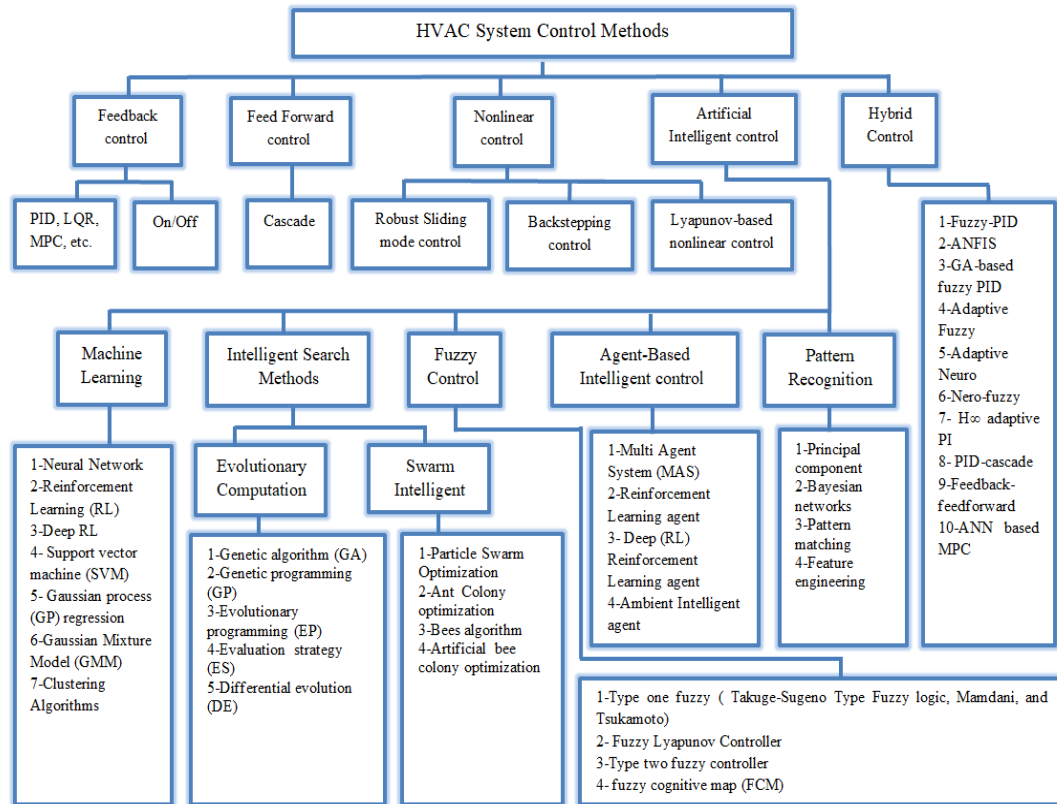 HVAC System Control Methods
Feedback
control
Feed Forward
control
Nonlinear
control
Artificial
Intelligent control
Hybrid
Control
PID, LQR,
MPC, etc.
On/Off
Cascade
Robust Sliding
mode control
Backstepping
control
Lyapunov-based
nonlinear control
1-Fuzzy-PID
2-ANFIS
3-GA-based
fuzzy PID
4-Adaptive
Fuzzy
5-Adaptive
Neuro
6-Nero-fuzzy
7- H∞ adaptive
PI
8- PID-cascade
9-Feedback-
feedforward
10-ANN based
MPC
Machine
Learning
Intelligent Search
Methods
Fuzzy
Control
Agent-Based
Intelligent control
Pattern
Recognition
1-Neural Network
2-Reinforcement
Learning (RL)
3-Deep RL
4- Support vector
machine (SVM)
5- Gaussian process
(GP) regression
6-Gaussian Mixture
Model (GMM)
7-Clustering
Algorithms
Evolutionary
Computation
Swarm
Intelligent
1-Genetic algorithm (GA)
2-Genetic programming
(GP)
3-Evolutionary
programming (EP)
4-Evaluation strategy
(ES)
5-Differential evolution
(DE)
1-Particle Swarm
Optimization
2-Ant Colony
optimization
3-Bees algorithm
4-Artificial bee
colony optimization
1-Multi Agent
System (MAS)
2-Reinforcement
Learning agent
3- Deep (RL)
Reinforcement
Learning agent
4-Ambient Intelligent
agent
1-Principal
component
2-Bayesian
networks
3-Pattern
matching
4-Feature
engineering
1-Type one fuzzy ( Takuge-Sugeno Type Fuzzy logic, Mamdani, and
Tsukamoto)
2- Fuzzy Lyapunov Controller
3-Type two fuzzy controller
4- fuzzy cognitive map (FCM)